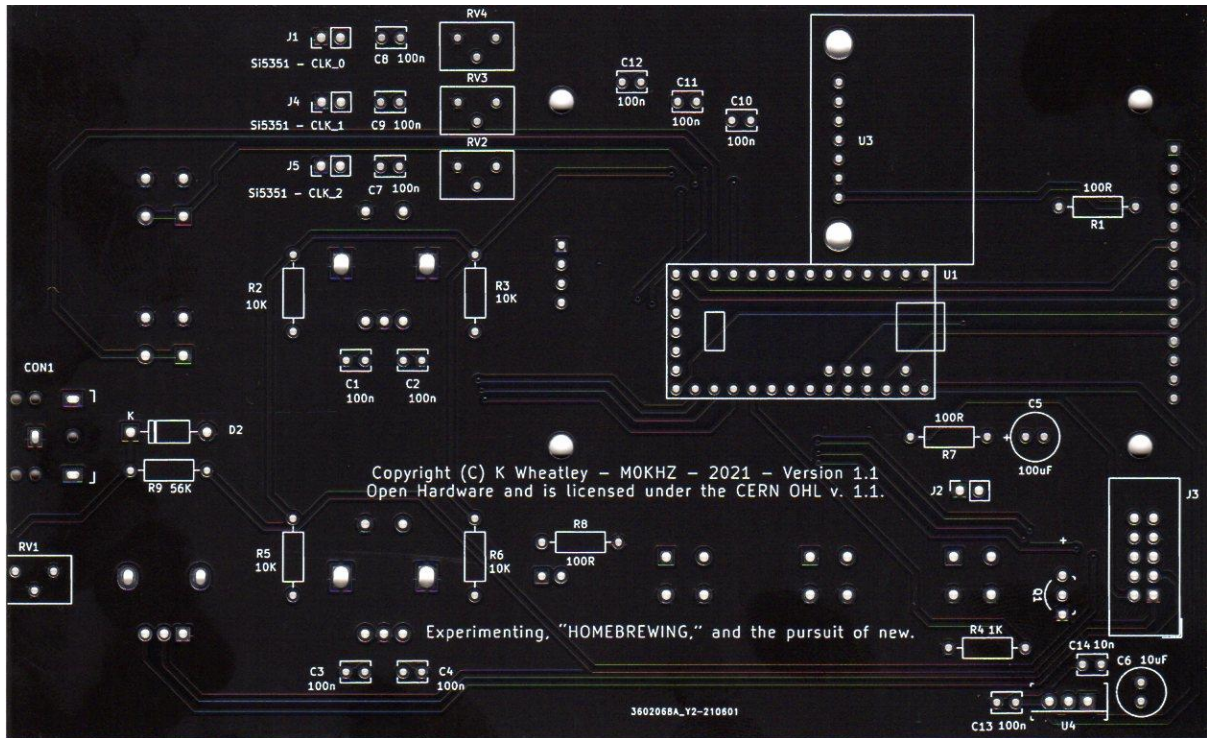 RV4
J1
C8 100n
Si5351 – CLK_0
C12
100n
RV3
J4
C11
100n
C10
100n
Si5351 – CLK_1
C9 100n
U3
RV2
J5
Si5351 – CLK_2
C7 100n
100R
R1
R2
10K
R3
10K
U1
C1
100n
C2
100n
CON1
K
D2
R9 56K
C5
+
100uF
100R
R7
Copyright (C) K Wheatley – M0KHZ – 2021 – Version 1.1
Open Hardware and is licensed under the CERN OHL v. 1.1.
J2
J3
R8
100R
R5
10K
R6
10K
+
RV1
Q1
Experimenting, "HOMEBREWING," and the pursuit of new.
R4 1K
C14 10n
C6 10uF
C3
100n
C4
100n
3602068A_Y2-210601
C13 100n
U4